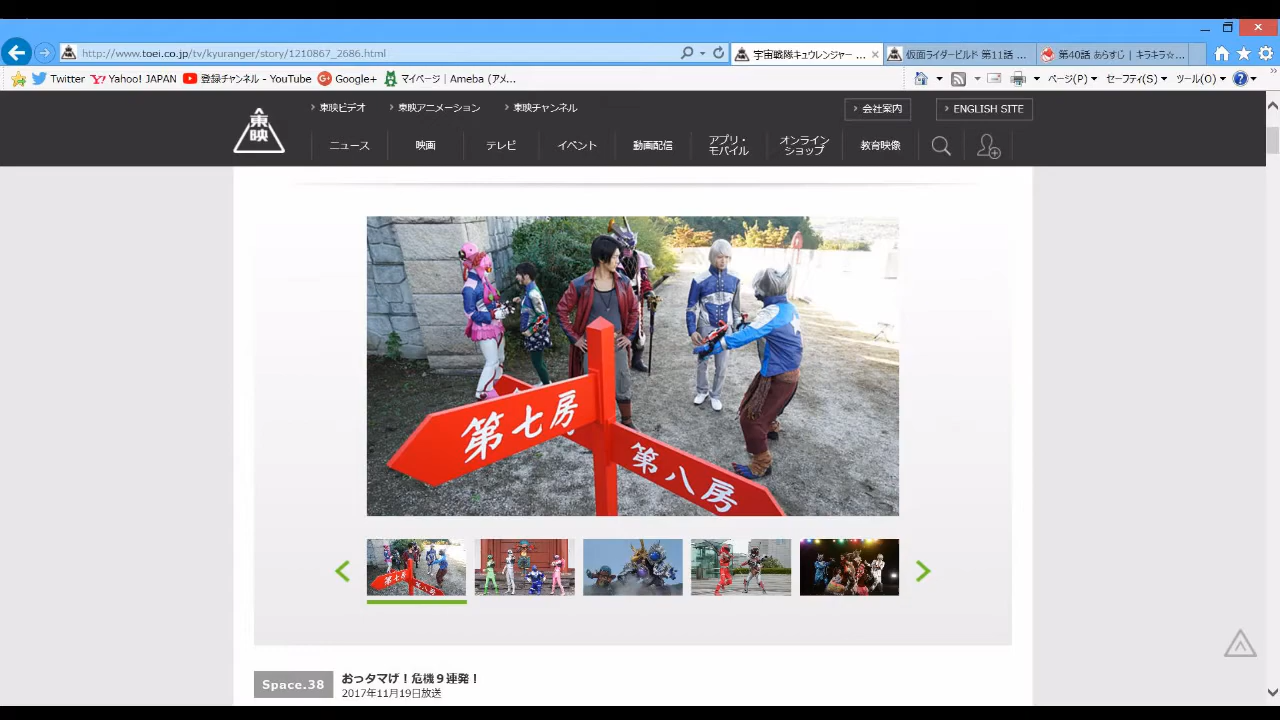 http://www.toei.co.jp/tv/kyuranger/story/1210867_2686.html
宇宙戦隊キュウレンジャー ...
仮面ライダービルド 第11話 ...
第40話 あらすじ | キラキラ☆...
Twitter
Yahoo! JAPAN
登録チャンネル - YouTube
Google+
マイページ | Ameba (アメ...
ページ(P)
セーフティ(S)
ツール(O)
東映ビデオ
東映アニメーション
東映チャンネル
会社案内
ENGLISH SITE
東映
ニュース
映画
テレビ
イベント
動画配信
アプリ・
モバイル
オンライン
ショップ
教育映像
第七房
第八房
第七房
Space.38
おっタマげ！危機９連発！
2017年11月19日放送